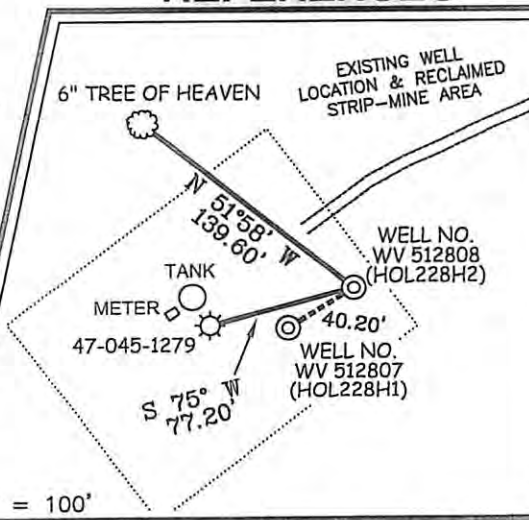 EXISTING WELL
LOCATION & RECLAIMED
STRIP-MINE AREA
6" TREE OF HEAVEN
N 51°58' W
139.60'
WELL NO.
WV 512808
(HOL228H2)
TANK
METER
47-045-1279
40.20'
WELL NO.
WV 512807
(HOL228H1)
S 75° W
77.20'
= 100'